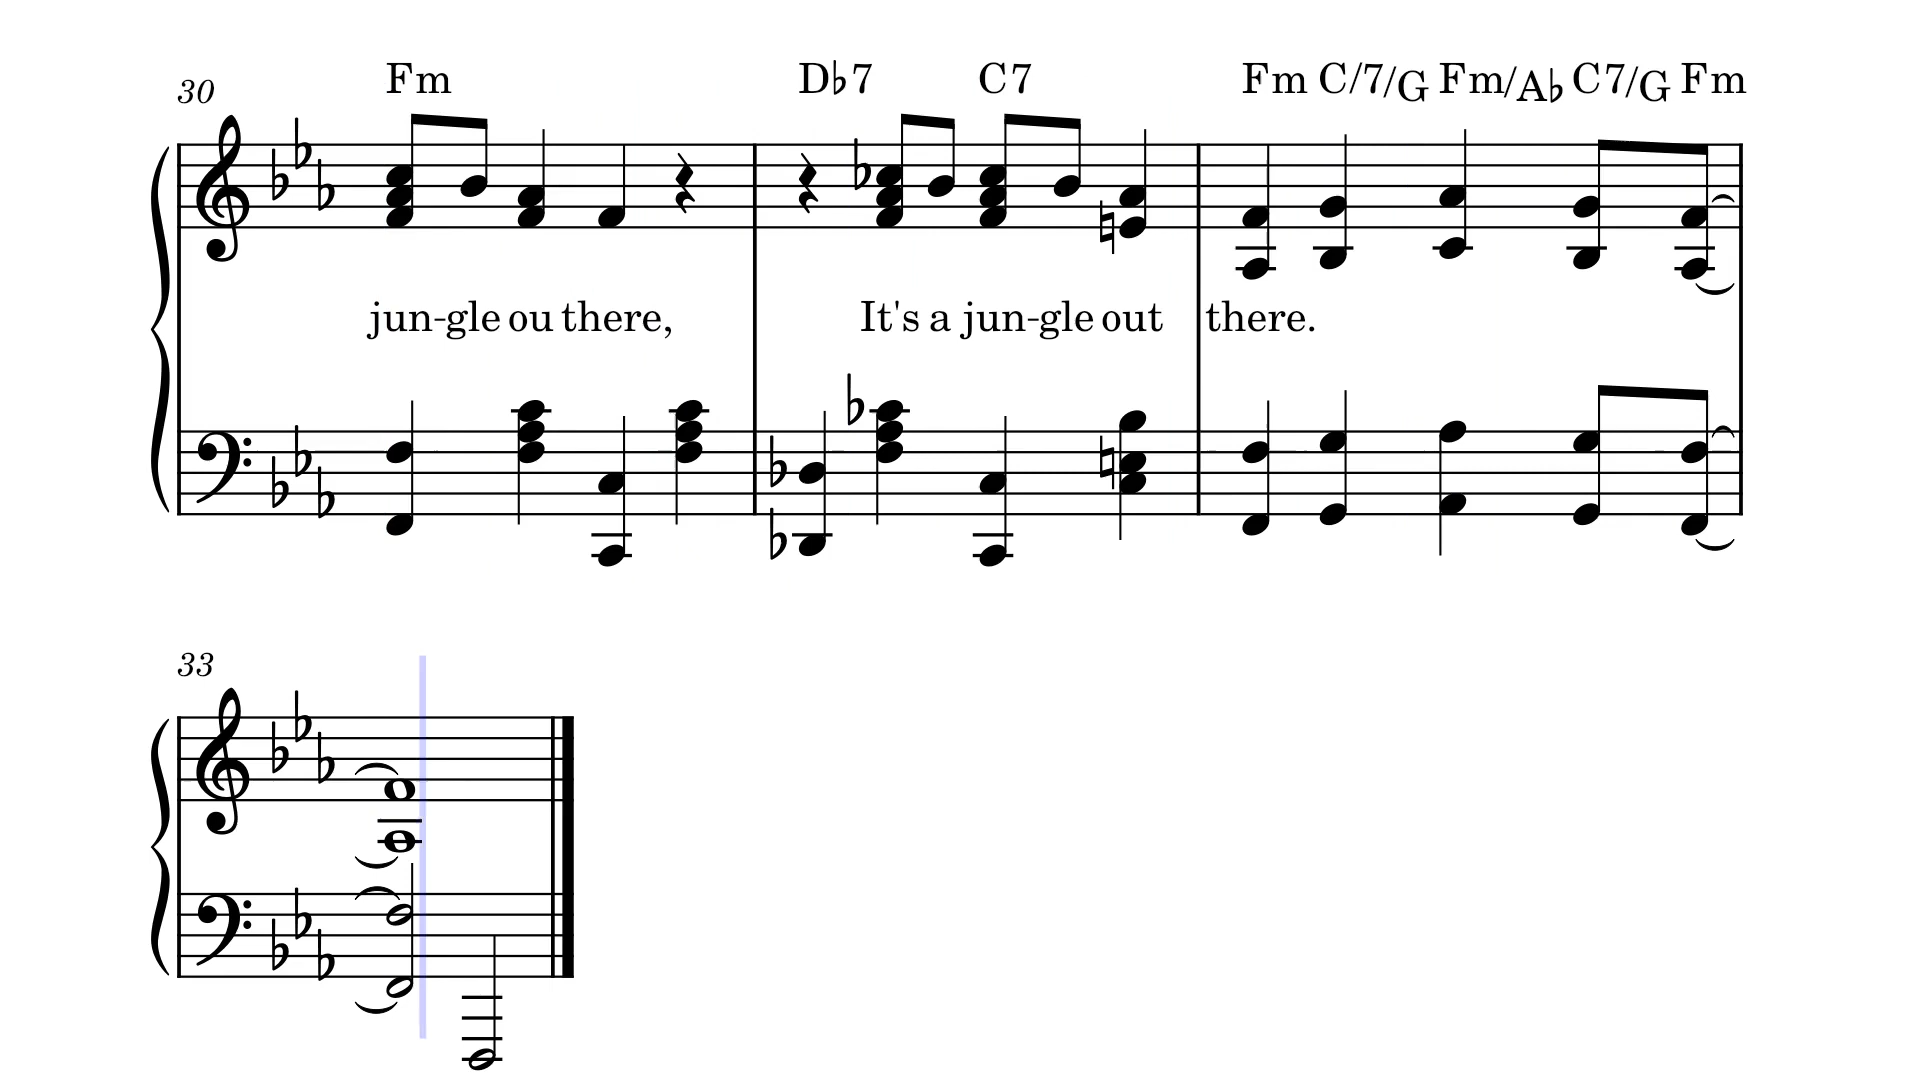 30 Fm D♭7 C7 Fm C/7/G Fm/A♭ C7/G Fm
jun-gle ou there, It's a jun-gle out there.
33